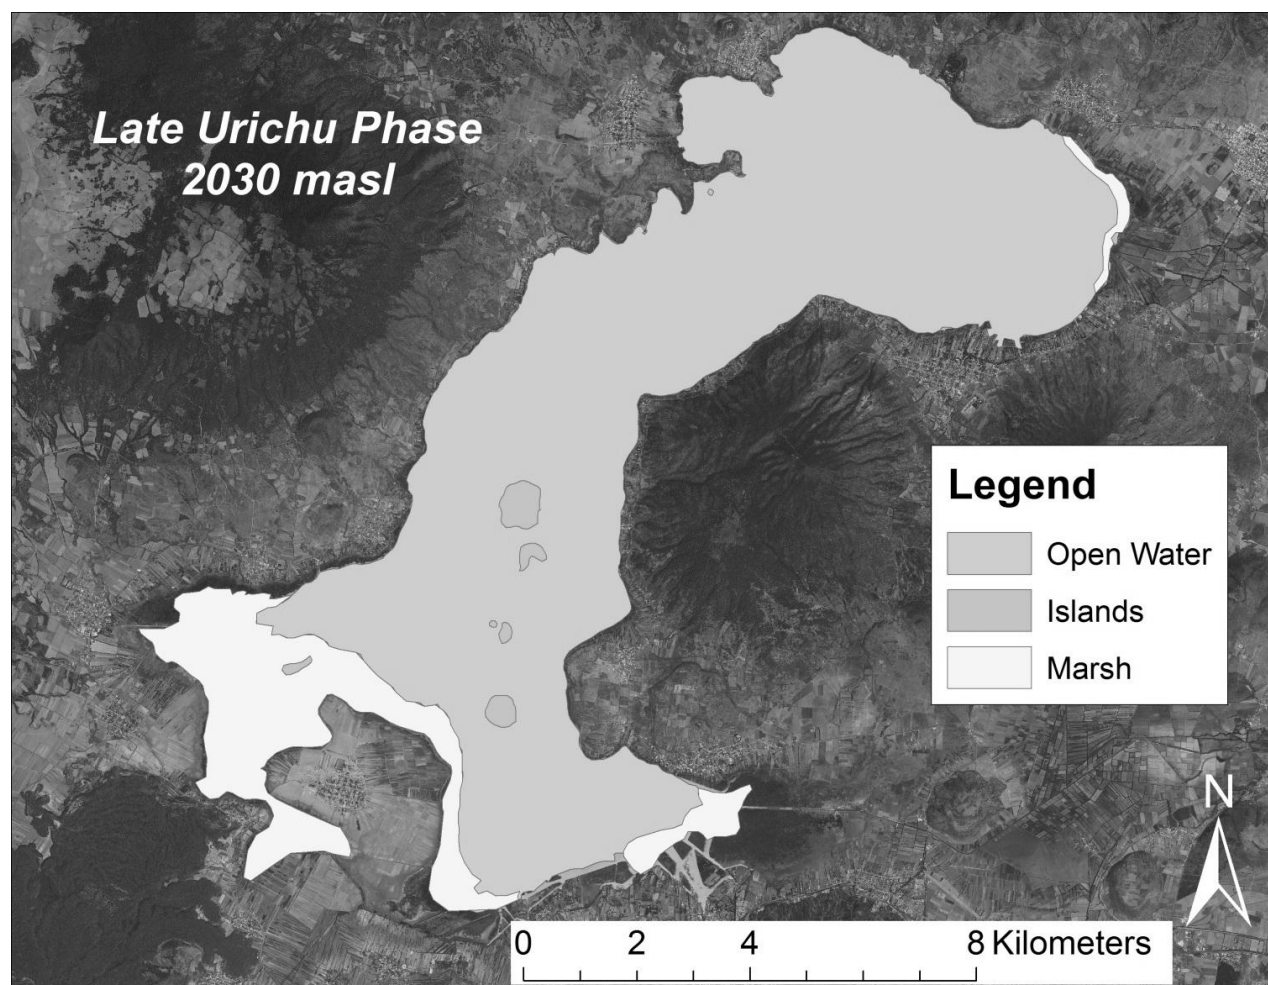 Late Urichu Phase
2030 masl
Legend
Open Water
Islands
Marsh
N
0 2 4 8 Kilometers